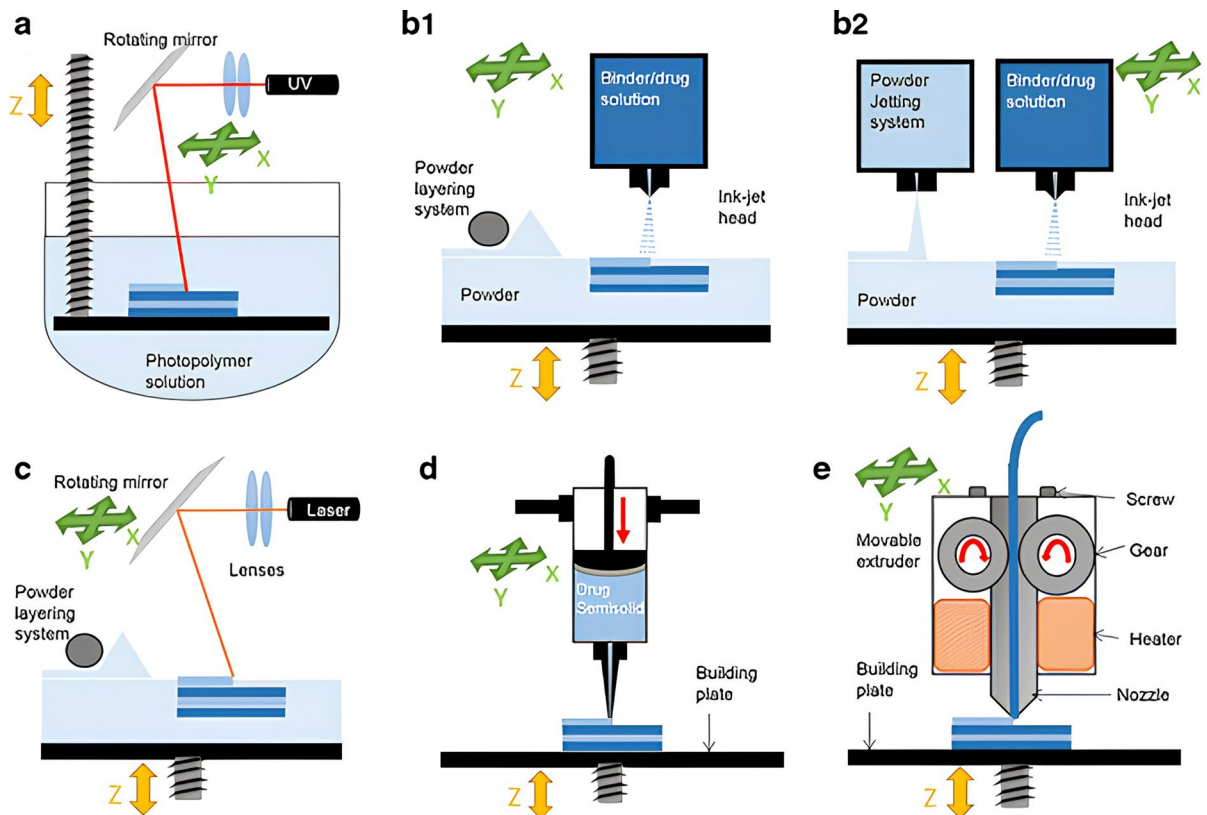 a
Rotating mirror
UV
Z
X
Y
Photopolymer
solution
b1
X
Y
Binder/drug
solution
Powder
layering
system
Ink-jet
head
Powder
Z
b2
Powder
Jetting
system
Binder/drug
solution
X
Y
Ink-jet
head
Powder
Z
c
Rotating mirror
X
Y
Laser
Lenses
Powder
layering
system
Z
d
X
Y
Drug
Semisolid
Building
plate
Z
e
X
Y
Screw
Movable
extruder
Gear
Heater
Building
plate
Nozzle
Z